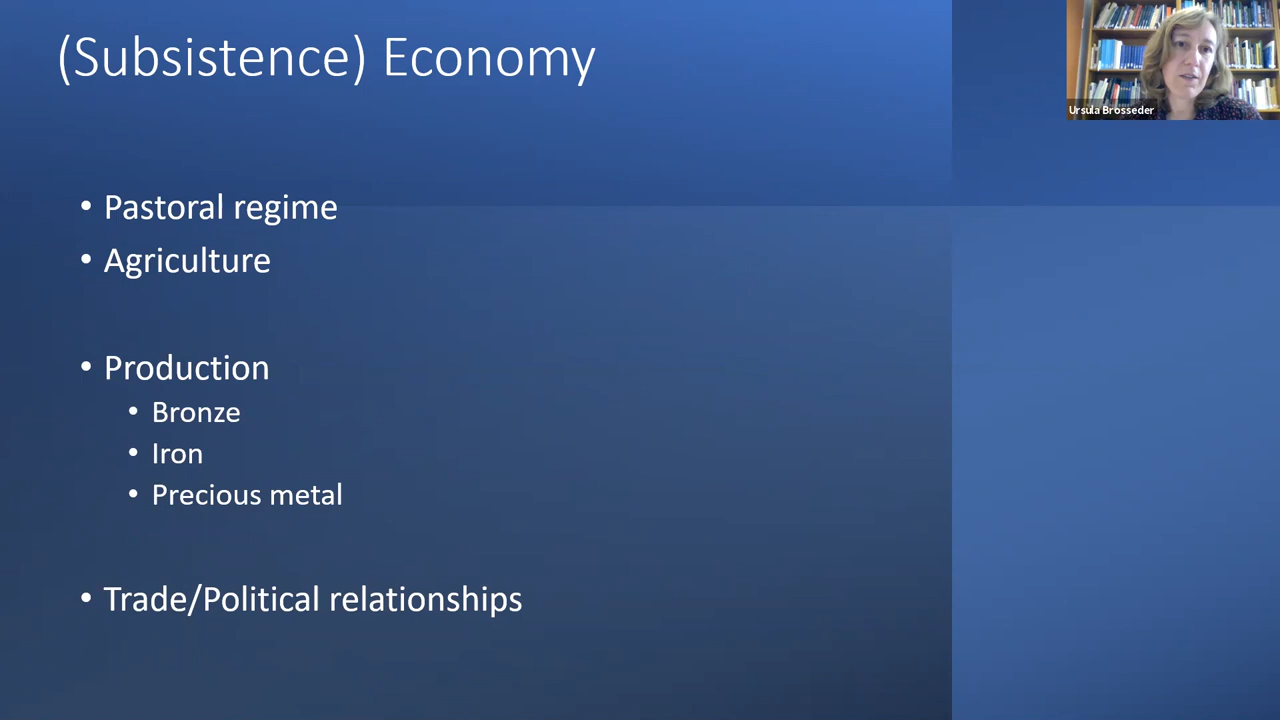 (Subsistence) Economy
Ursula Brosseder
• Pastoral regime
• Agriculture
• Production
• Bronze
• Iron
• Precious metal
• Trade/Political relationships